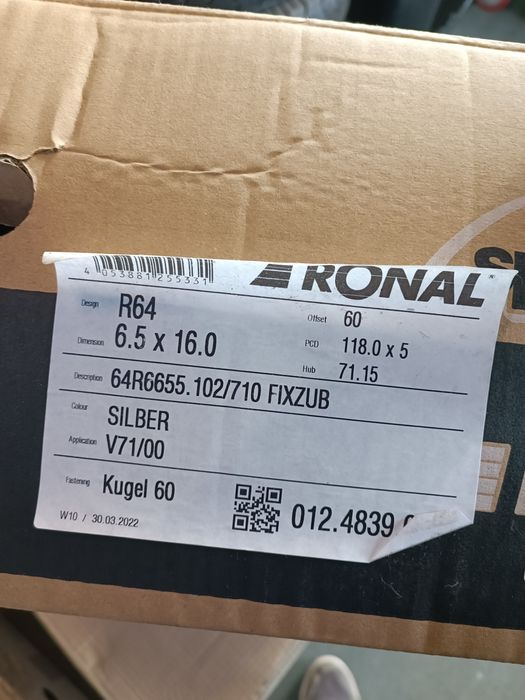 4 053881 255331
RONAL
Design R64
Offset 60
Dimension 6.5 x 16.0
PCD 118.0 x 5
Hub 71.15
Description 64R6655.102/710 FIXZUB
Colour SILBER
Application V71/00
Fastening Kugel 60
012.4839
W10 / 30.03.2022